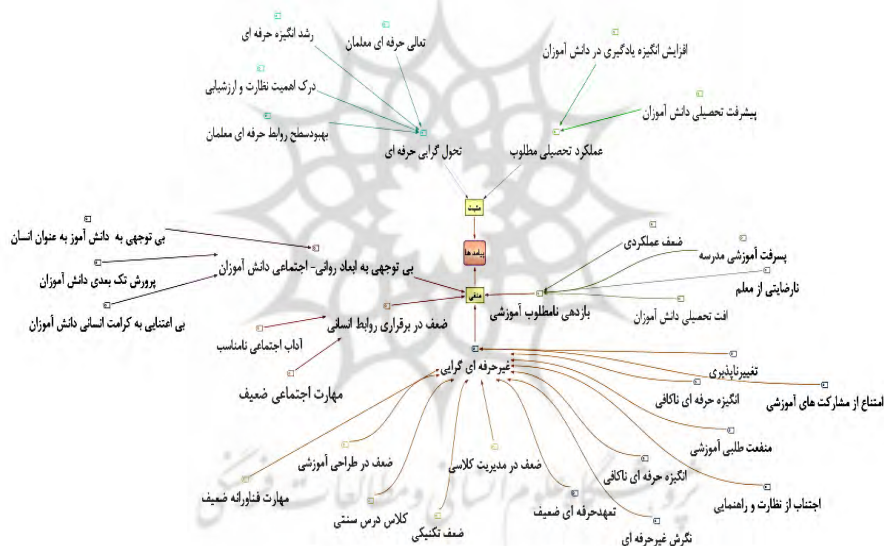 رشد انگیزه حرفه ای
تعالی حرفه ای معلمان
افزایش انگیزه یادگیری در دانش آموزان
درک اهمیت نظارت و ارزشیابی
پیشرفت تحصیلی دانش آموزان
بهبودسطح روابط حرفه ای معلمان
تحول گرایی حرفه ای
عملکرد تحصیلی مطلوب
مثبت
بی توجهی به دانش آموز به عنوان انسان
ضعف عملکردی
پیامد ها
پسرفت آموزشی مدرسه
بی توجهی به ابعاد روانی- اجتماعی دانش آموزان
پرورش تک بعدی دانش آموزان
نارضایتی از معلم
منفی
بازدهی نامطلوب آموزشی
افت تحصیلی دانش آموزان
ضعف در برقراری روابط انسانی
بی اعتنایی به کرامت انسانی دانش آموزان
آداب اجتماعی نامناسب
غیرحرفه ای گرایی
تغییرناپذیری
مهارت اجتماعی ضعیف
انگیزه حرفه ای ناکافی
امتناع از مشارکت های آموزشی
منفعت طلبی آموزشی
ضعف در طراحی آموزشی
ضعف در مدیریت کلاسی
انگیزه حرفه ای ناکافی
مهارت فناورانه ضعیف
اجتناب از نظارت و راهنمایی
کلاس درس سنتی
ضعف تکنیکی
تعهدحرفه ای ضعیف
نگرش غیرحرفه ای
پژوهشگاه علوم انسانی و مطالعات فرهنگی